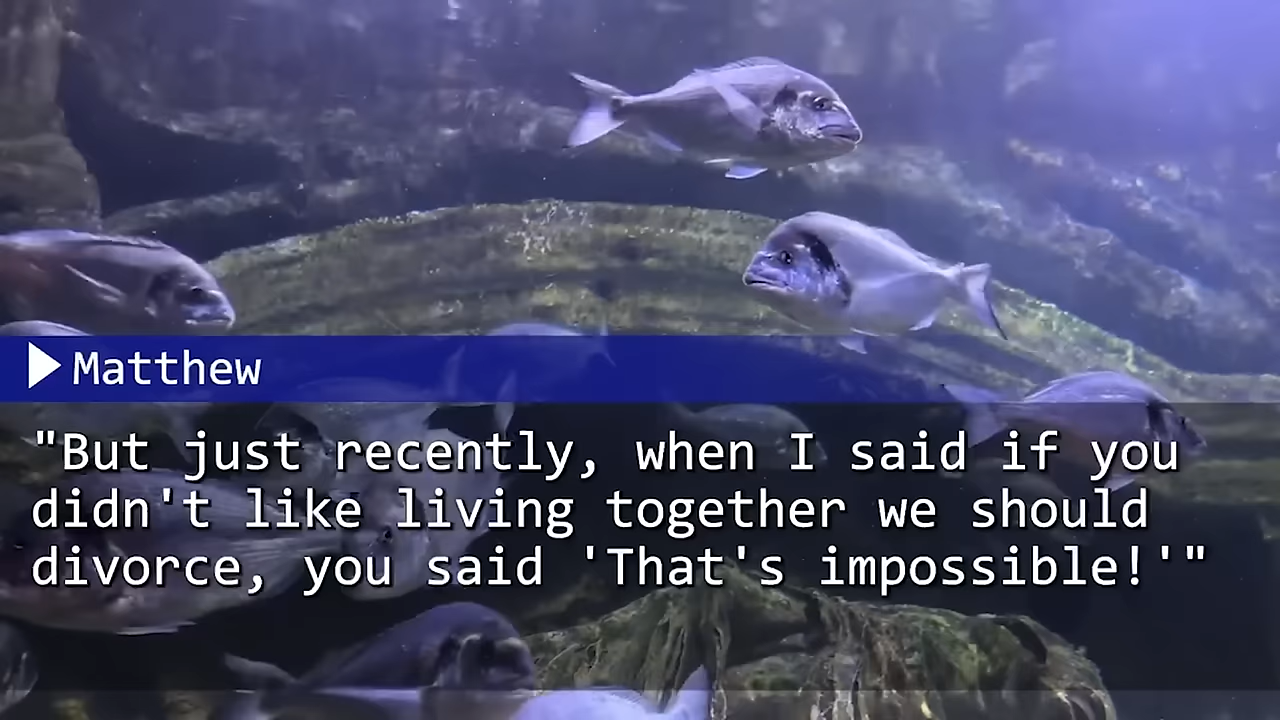 Matthew
"But just recently, when I said if you
didn't like living together we should
divorce, you said 'That's impossible!'"